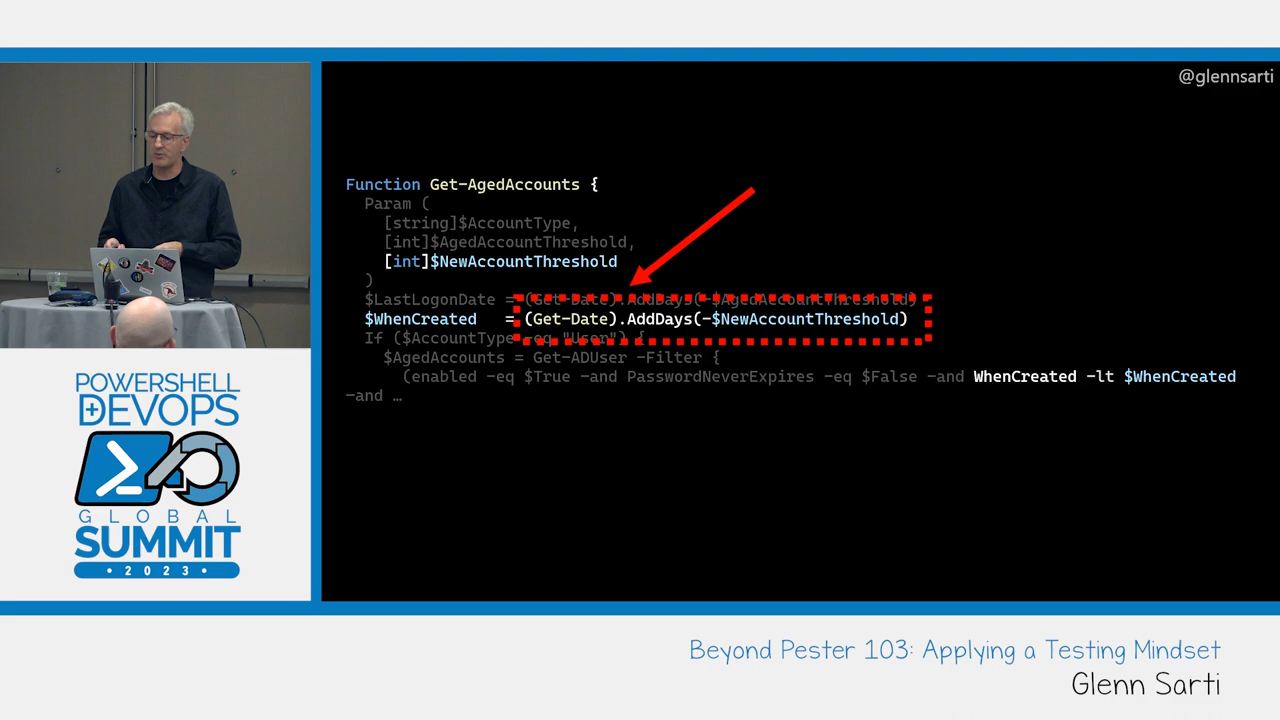 @glennsarti
Function Get-AgedAccounts {
Param (
[string]$AccountType,
[int]$AgedAccountThreshold,
[int]$NewAccountThreshold
)
$LastLogonDate = (Get-Date).AddDays(-$AgedAccountThreshold)
$WhenCreated = (Get-Date).AddDays(-$NewAccountThreshold)
If ($AccountType -eq "User") {
$AgedAccounts = Get-ADUser -Filter {
(enabled -eq $True -and PasswordNeverExpires -eq $False -and WhenCreated -lt $WhenCreated
-and …
POWERSHELL
+DEVOPS
GLOBAL
SUMMIT
• 2023 •
Beyond Pester 103: Applying a Testing Mindset
Glenn Sarti